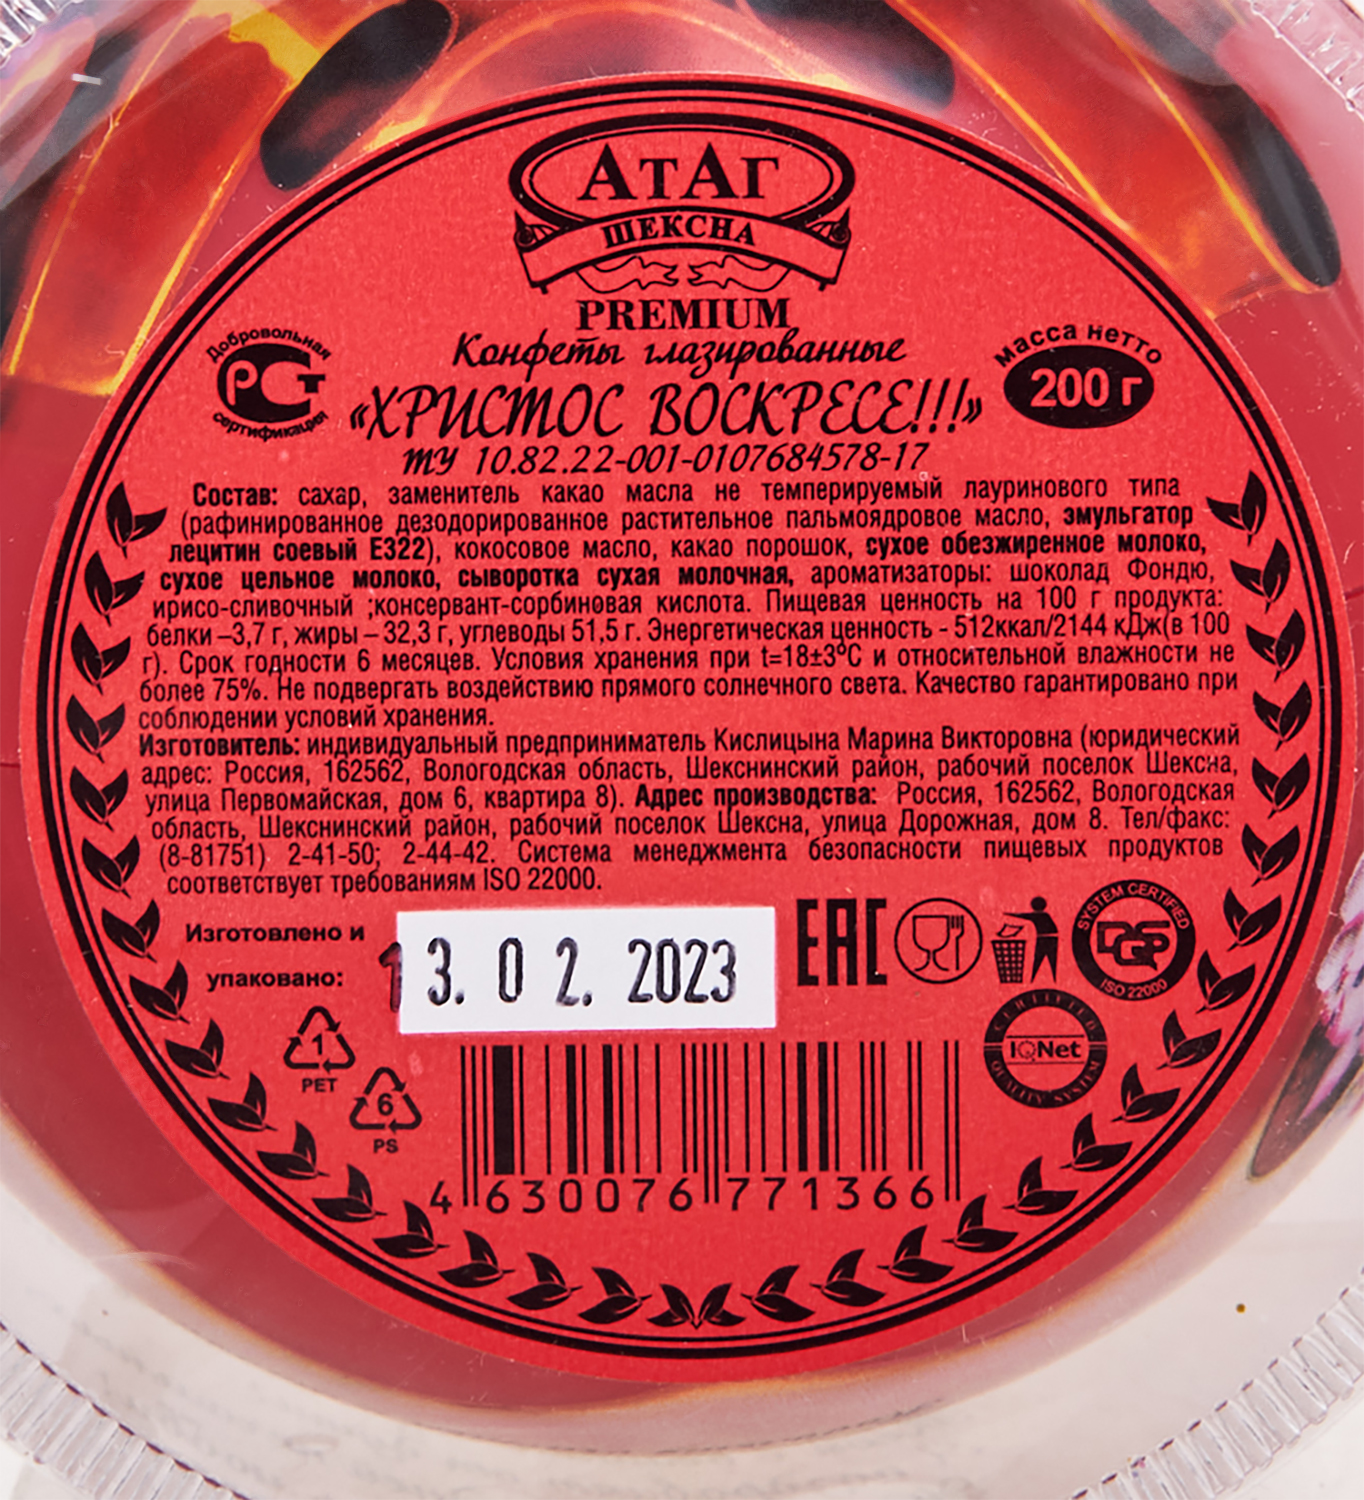 АтАг
ШЕКСНА
PREMIUM
Добровольная
РСТ
сертификация
Конфеты глазированные
масса нетто
200 г
«ХРИСТОС ВОСКРЕСЕ!!!»
ТУ 10.82.22-001-0107684578-17
Состав: сахар, заменитель какао масла не темперируемый лауринового типа
(рафинированное дезодорированное растительное пальмоядровое масло, эмульгатор
лецитин соевый Е322), кокосовое масло, какао порошок, сухое обезжиренное молоко,
сухое цельное молоко, сыворотка сухая молочная, ароматизаторы: шоколад Фондю,
ирисо-сливочный ;консервант-сорбиновая кислота. Пищевая ценность на 100 г продукта:
белки –3,7 г, жиры – 32,3 г, углеводы 51,5 г. Энергетическая ценность - 512ккал/2144 кДж(в 100
г). Срок годности 6 месяцев. Условия хранения при t=18±3°С и относительной влажности не
более 75%. Не подвергать воздействию прямого солнечного света. Качество гарантировано при
соблюдении условий хранения.
Изготовитель: индивидуальный предприниматель Кислицына Марина Викторовна (юридический
адрес: Россия, 162562, Вологодская область, Шекснинский район, рабочий поселок Шексна,
улица Первомайская, дом 6, квартира 8). Адрес производства: Россия, 162562, Вологодская
область, Шекснинский район, рабочий поселок Шексна, улица Дорожная, дом 8. Тел/факс:
(8-81751) 2-41-50; 2-44-42. Система менеджмента безопасности пищевых продуктов
соответствует требованиям ISO 22000.
Изготовлено и
упаковано:
13. 02. 2023
EAC
SYSTEM CERTIFIED
DQS
ISO 22000
CERTIFIED
IQNet
QUALITY SYSTEM
1
PET
6
PS
4 630076 771366